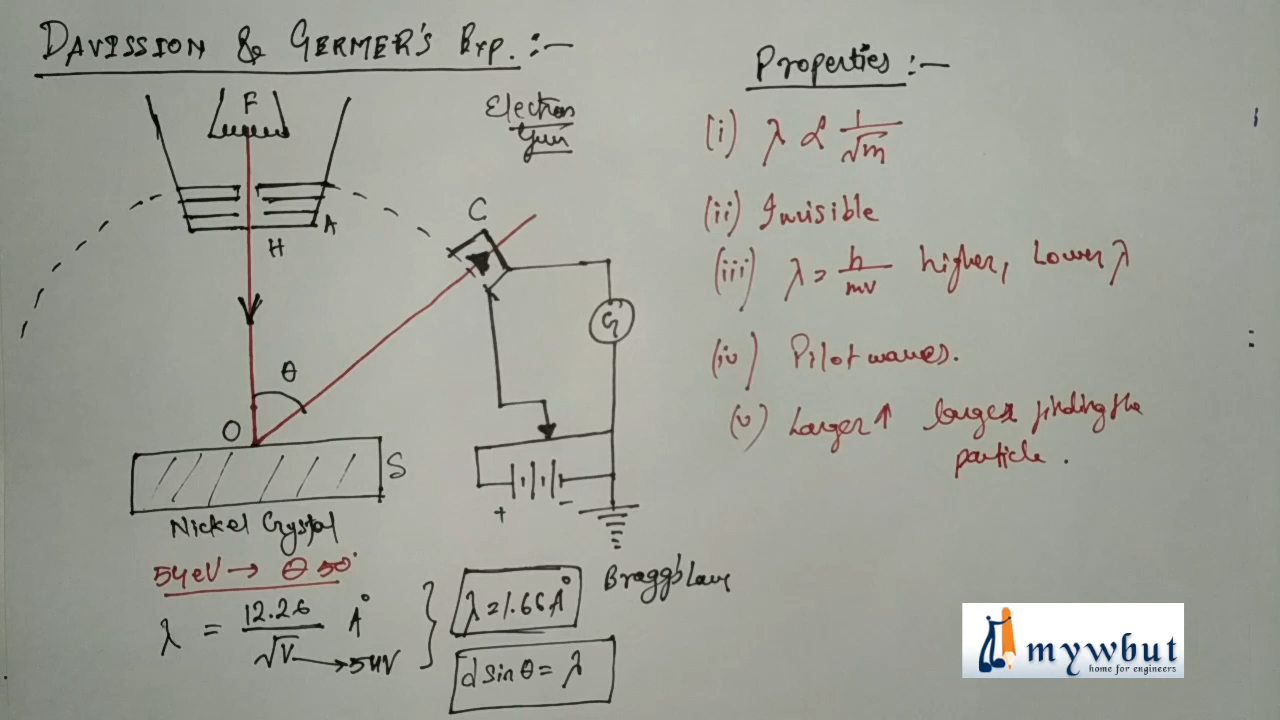 DAVISSION & GERMER'S Exp. :-
F
Electron
Gun
A
H
C
G
θ
O
S
Nickel Crystal
+ -
54eV → θ 50°
λ = 12.26 / √V A° → 54V
λ = 1.66 A°
Bragg's Law
d sin θ = λ
Properties :-
(i) λ ∝ 1/√m
(ii) Invisible
(iii) λ = h/mv higher, Lower λ
(iv) Pilot waves.
(v) Larger ↑ larger finding the
particle .
mywbut
home for engineers